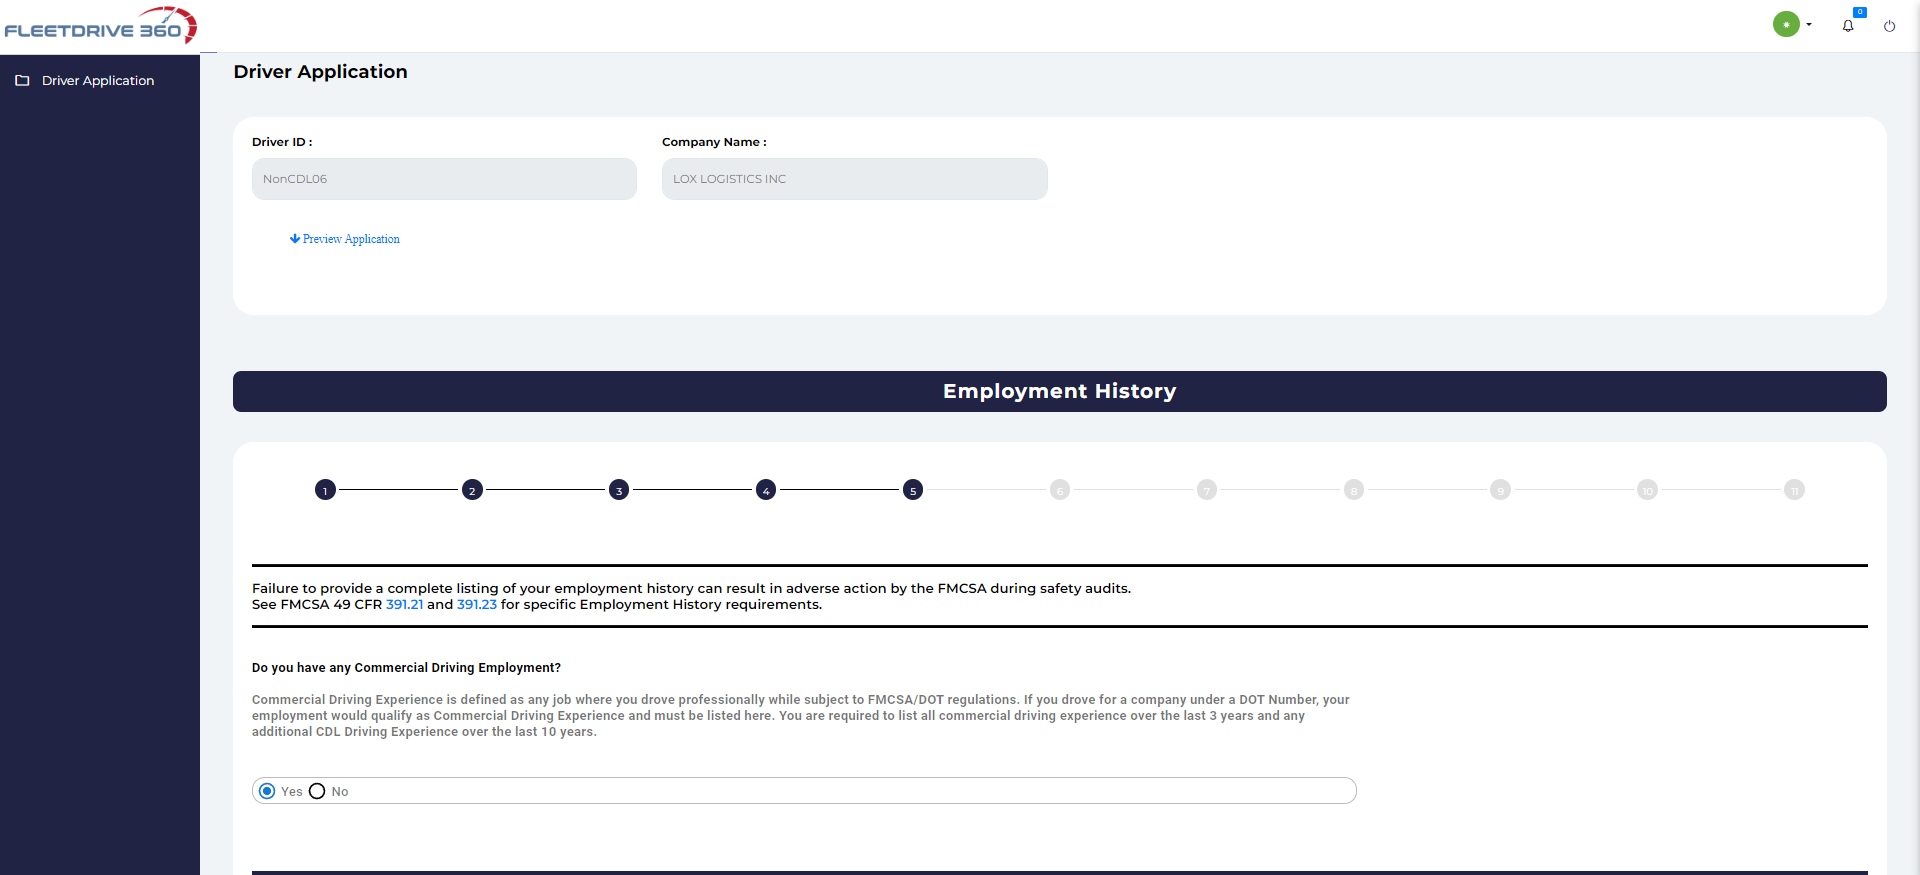 FLEETDRIVE 360
0
Driver Application
Driver Application
Driver ID :
Company Name :
NonCDL06
LOX LOGISTICS INC
Preview Application
Employment History
1 2 3 4 5 6 7 8 9 10 11
Failure to provide a complete listing of your employment history can result in adverse action by the FMCSA during safety audits.
See FMCSA 49 CFR 391.21 and 391.23 for specific Employment History requirements.
Do you have any Commercial Driving Employment?
Commercial Driving Experience is defined as any job where you drove professionally while subject to FMCSA/DOT regulations. If you drove for a company under a DOT Number, your
employment would qualify as Commercial Driving Experience and must be listed here. You are required to list all commercial driving experience over the last 3 years and any
additional CDL Driving Experience over the last 10 years.
Yes No